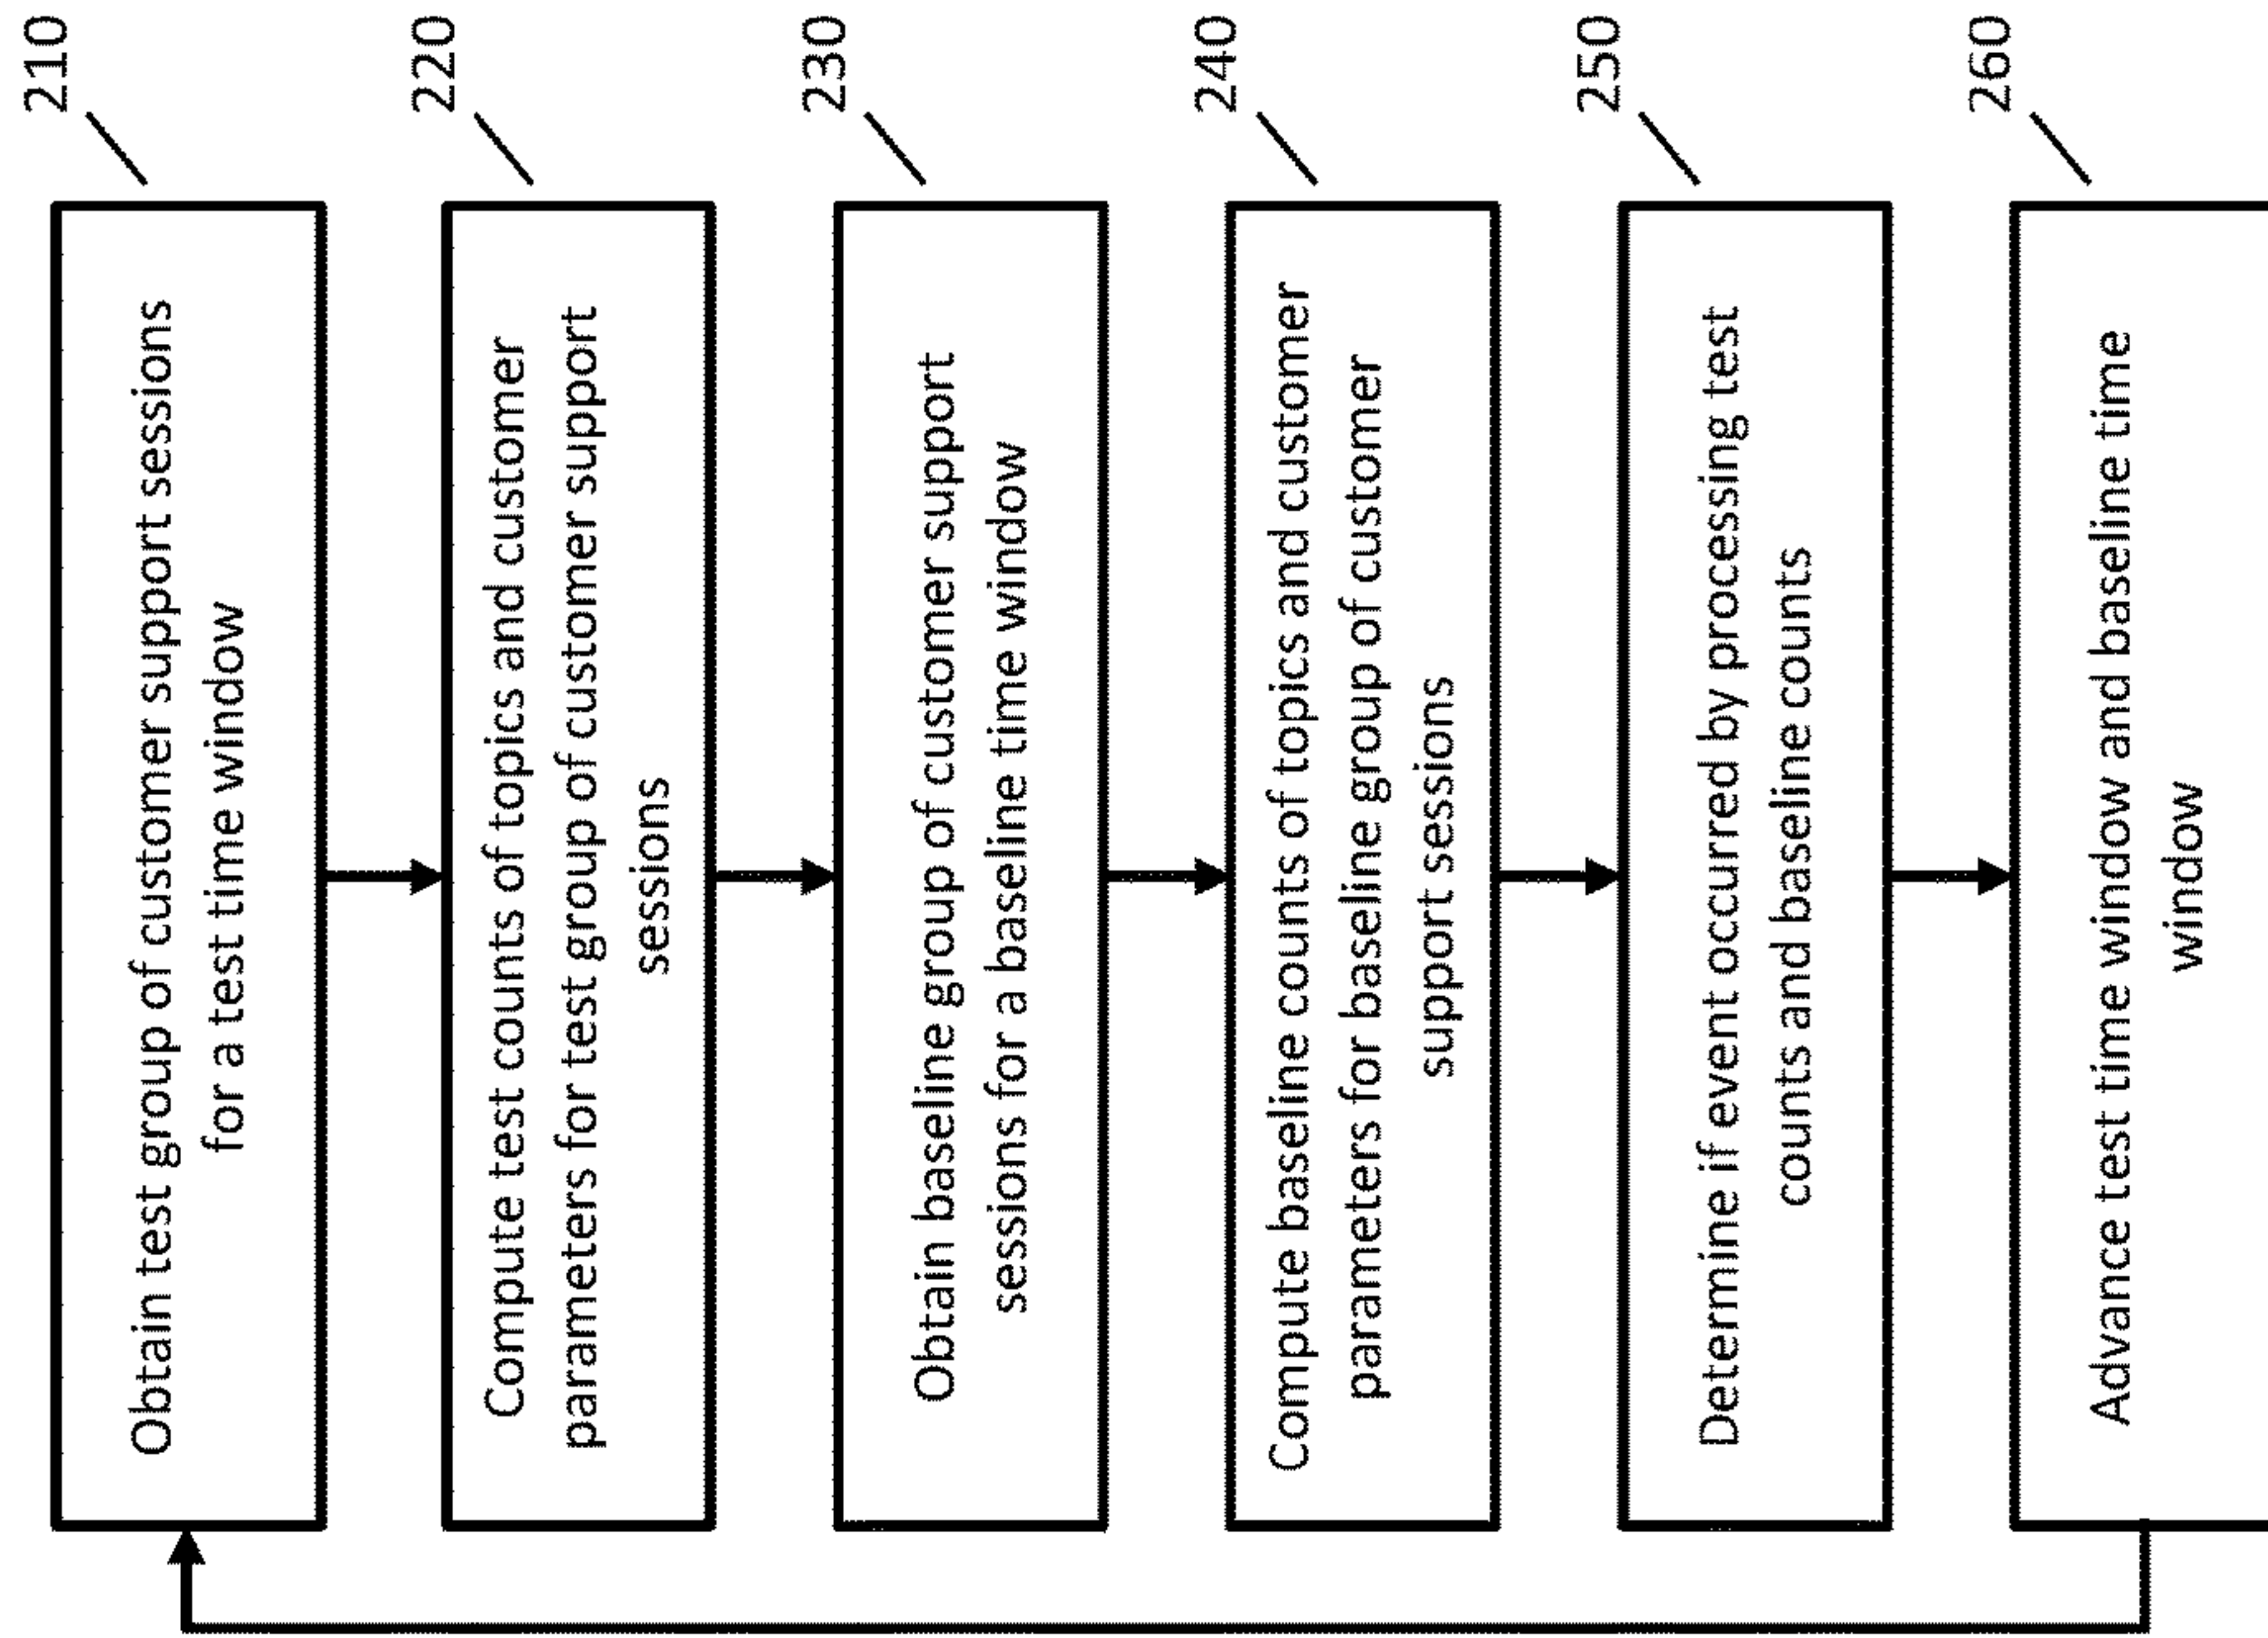 210
Obtain test group of customer support sessions
for a test time window
220
Compute test counts of topics and customer
parameters for test group of customer support
sessions
230
Obtain baseline group of customer support
sessions for a baseline time window
240
Compute baseline counts of topics and customer
parameters for baseline group of customer
support sessions
250
Determine if event occurred by processing test
counts and baseline counts
260
Advance test time window and baseline time
window